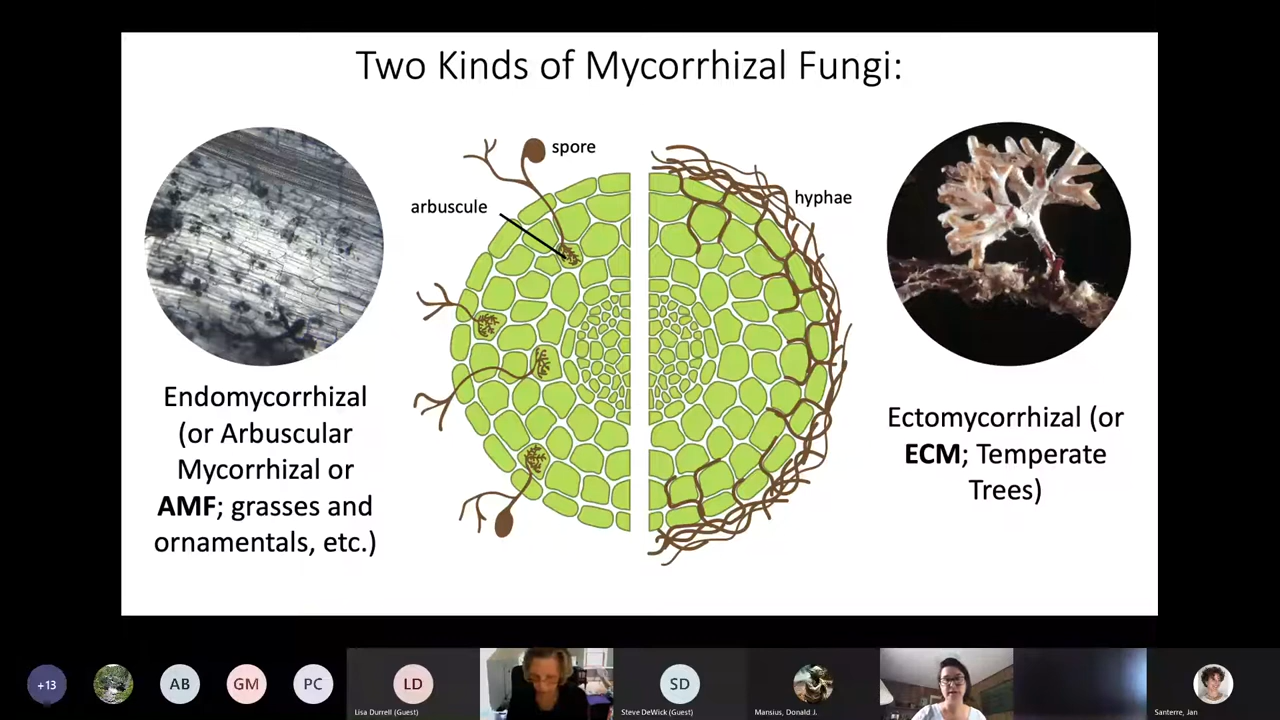 Two Kinds of Mycorrhizal Fungi:
spore
arbuscule
hyphae
Endomycorrhizal
(or Arbuscular
Mycorrhizal or
AMF; grasses and
ornamentals, etc.)
Ectomycorrhizal (or
ECM; Temperate
Trees)
+13
AB
GM
PC
LD
Lisa Durrell (Guest)
SD
Steve DeWick (Guest)
Mansius, Donald J.
Santerre, Jan